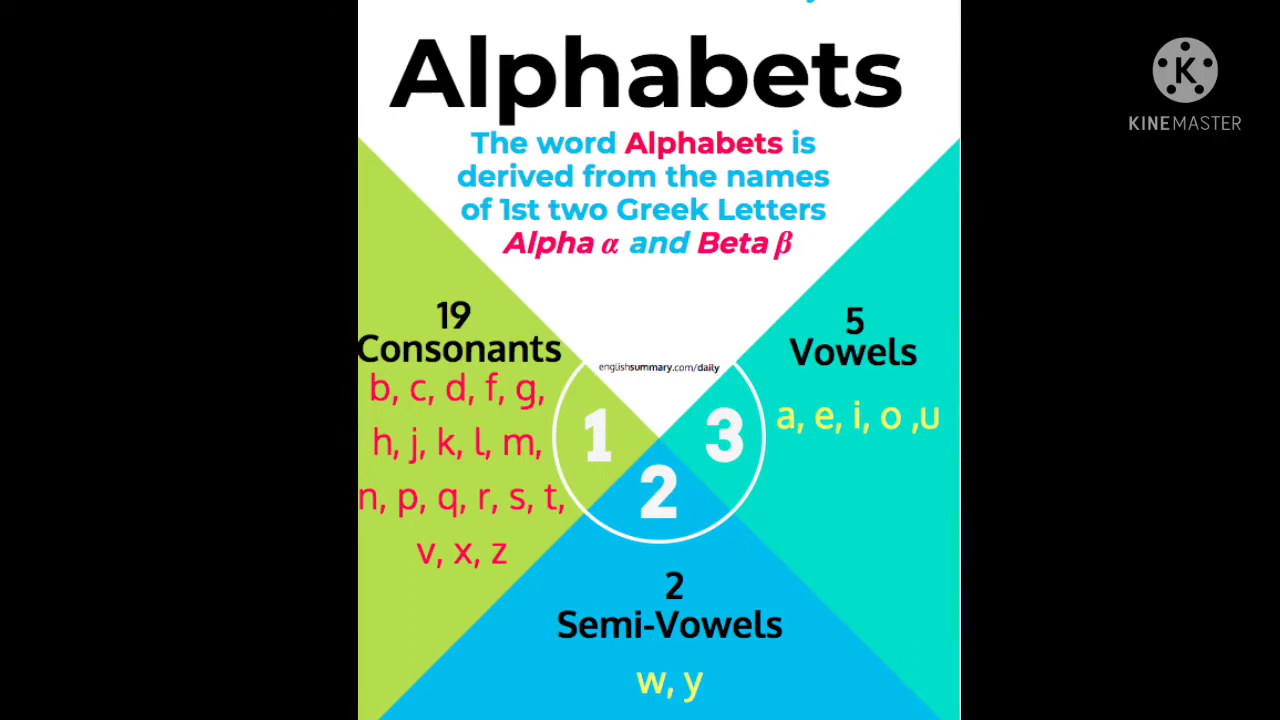 Alphabets
The word Alphabets is
derived from the names
of 1st two Greek Letters
Alpha α and Beta β
19
Consonants
b, c, d, f, g,
h, j, k, l, m,
n, p, q, r, s, t,
v, x, z
englishsummary.com/daily
5
Vowels
a, e, i, o ,u
1
2
3
2
Semi-Vowels
w, y
K
KINEMASTER